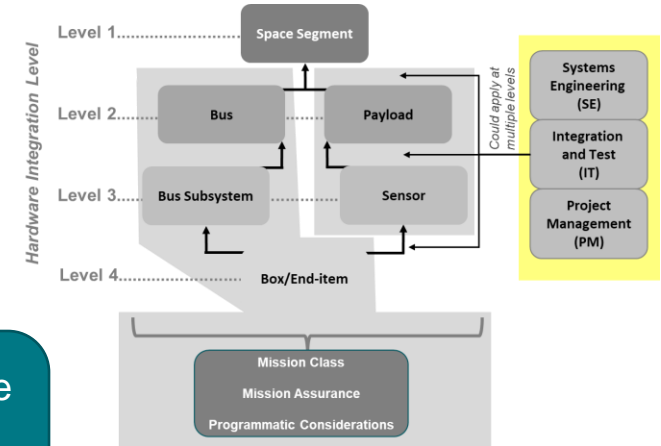 Hardware Integration Level
Level 1
Space Segment
Level 2
Bus
Payload
Level 3
Bus Subsystem
Sensor
Level 4
Box/End-item
Could apply at
multiple levels
Systems
Engineering
(SE)
Integration
and Test
(IT)
Project
Management
(PM)
Mission Class
Mission Assurance
Programmatic Considerations
e